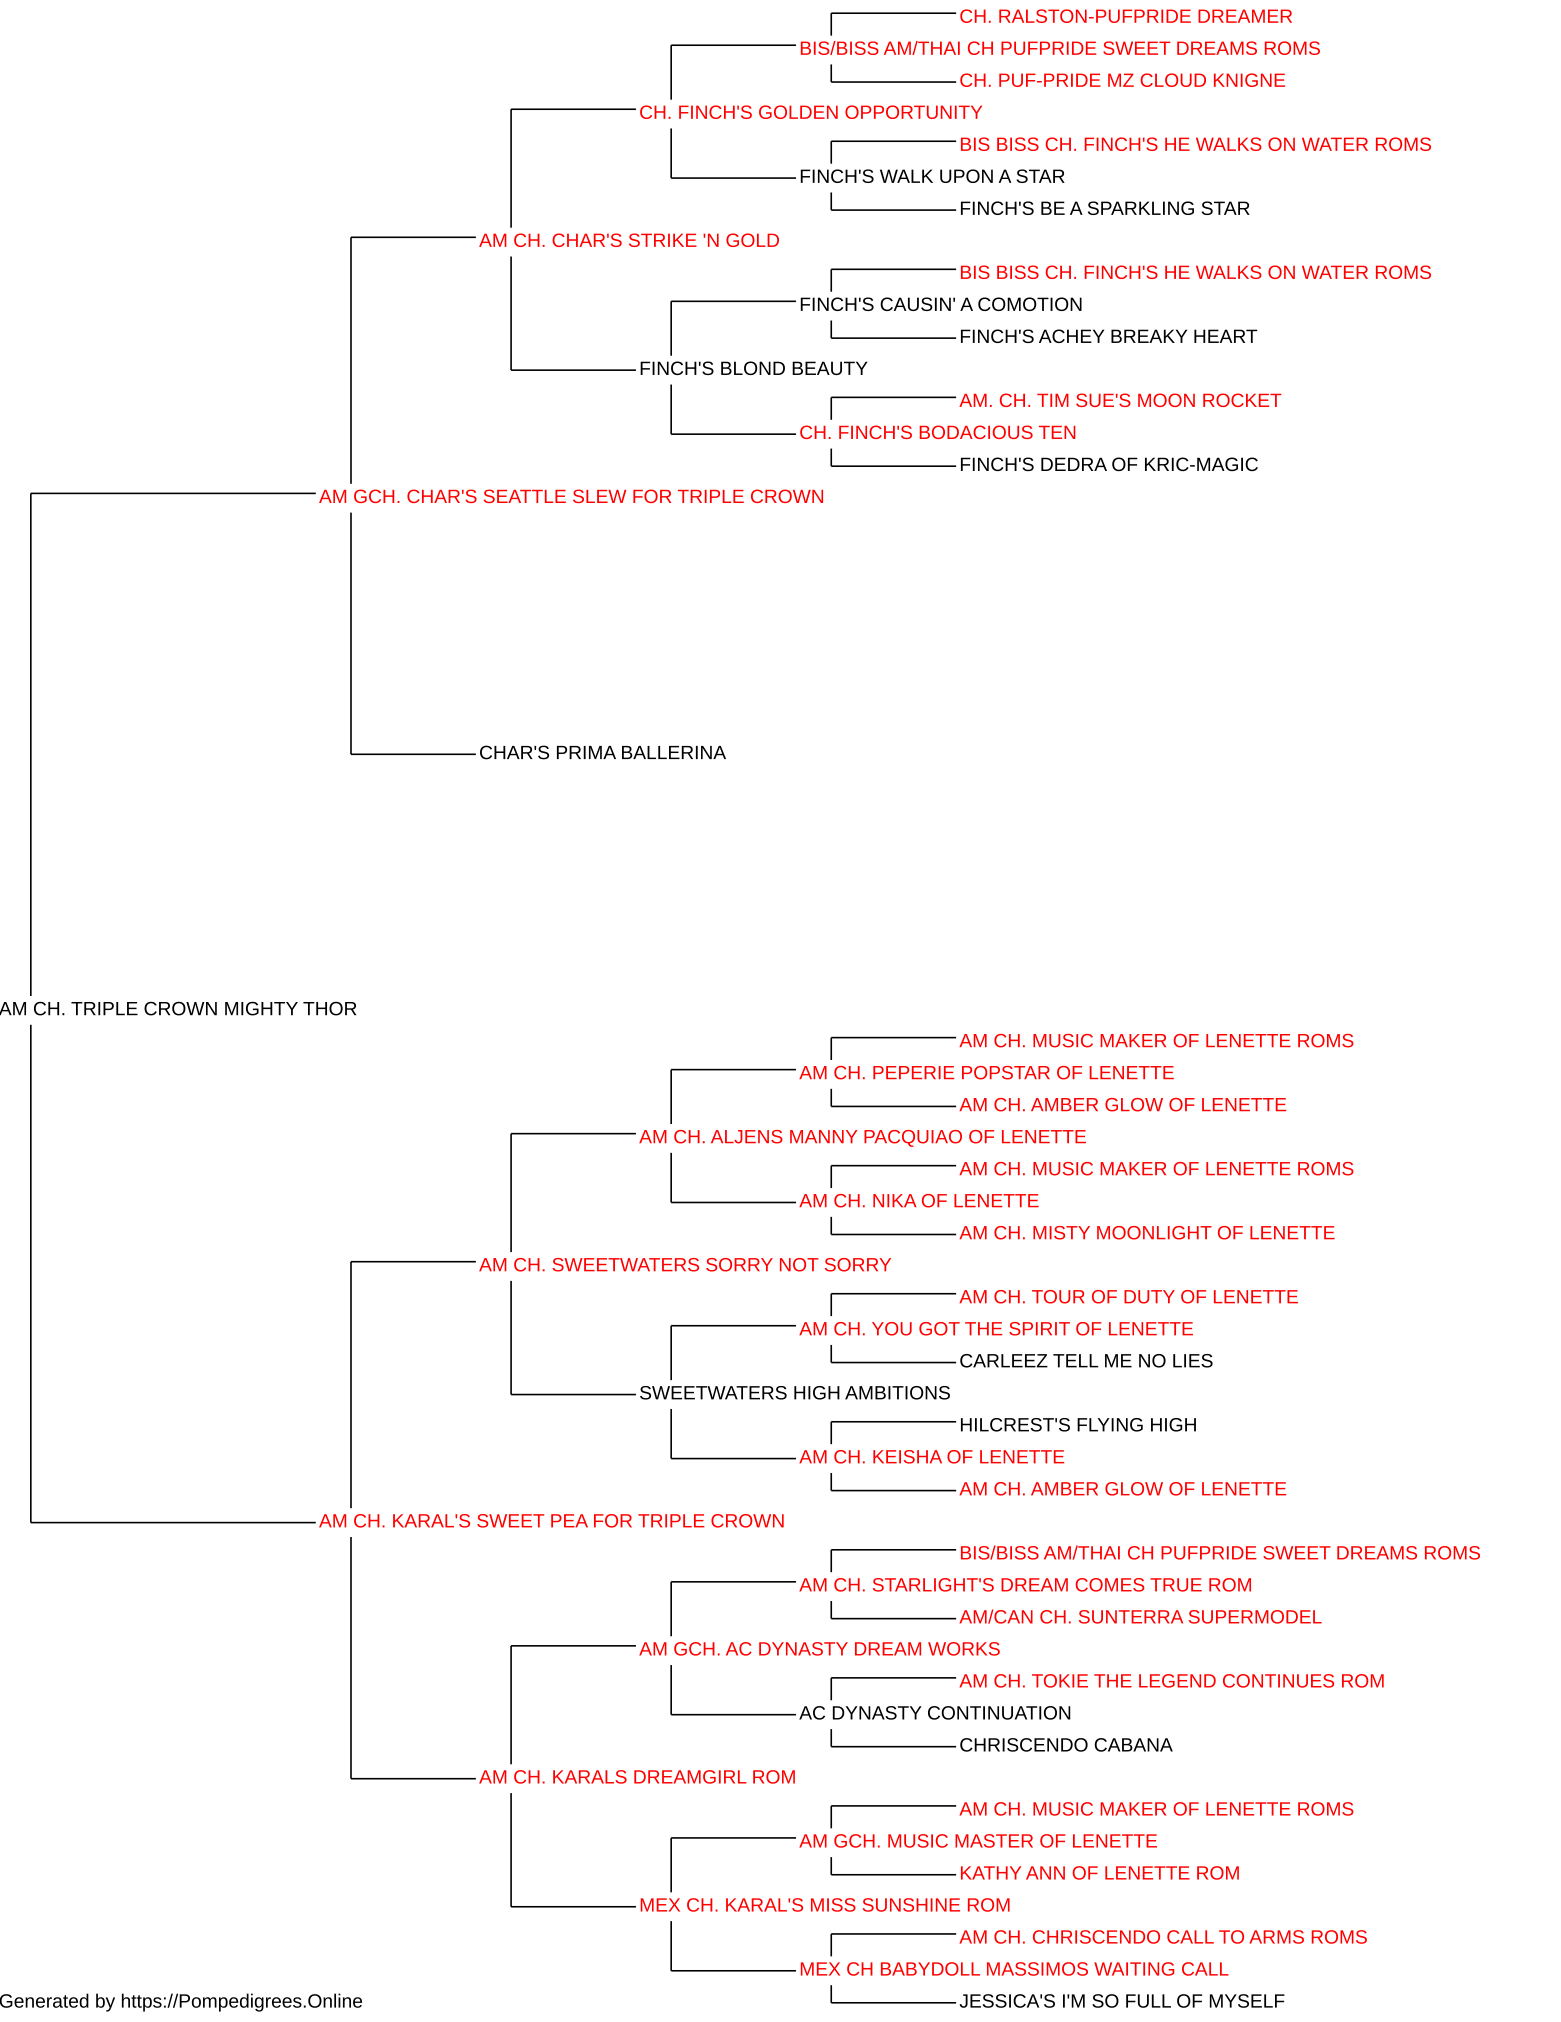 CH. RALSTON-PUFPRIDE DREAMER
BIS/BISS AM/THAI CH PUFPRIDE SWEET DREAMS ROMS
CH. PUF-PRIDE MZ CLOUD KNIGNE
CH. FINCH'S GOLDEN OPPORTUNITY
BIS BISS CH. FINCH'S HE WALKS ON WATER ROMS
FINCH'S WALK UPON A STAR
FINCH'S BE A SPARKLING STAR
AM CH. CHAR'S STRIKE 'N GOLD
BIS BISS CH. FINCH'S HE WALKS ON WATER ROMS
FINCH'S CAUSIN' A COMOTION
FINCH'S ACHEY BREAKY HEART
FINCH'S BLOND BEAUTY
AM. CH. TIM SUE'S MOON ROCKET
CH. FINCH'S BODACIOUS TEN
FINCH'S DEDRA OF KRIC-MAGIC
AM GCH. CHAR'S SEATTLE SLEW FOR TRIPLE CROWN
CHAR'S PRIMA BALLERINA
AM CH. TRIPLE CROWN MIGHTY THOR
AM CH. MUSIC MAKER OF LENETTE ROMS
AM CH. PEPERIE POPSTAR OF LENETTE
AM CH. AMBER GLOW OF LENETTE
AM CH. ALJENS MANNY PACQUIAO OF LENETTE
AM CH. MUSIC MAKER OF LENETTE ROMS
AM CH. NIKA OF LENETTE
AM CH. MISTY MOONLIGHT OF LENETTE
AM CH. SWEETWATERS SORRY NOT SORRY
AM CH. TOUR OF DUTY OF LENETTE
AM CH. YOU GOT THE SPIRIT OF LENETTE
CARLEEZ TELL ME NO LIES
SWEETWATERS HIGH AMBITIONS
HILCREST'S FLYING HIGH
AM CH. KEISHA OF LENETTE
AM CH. AMBER GLOW OF LENETTE
AM CH. KARAL'S SWEET PEA FOR TRIPLE CROWN
BIS/BISS AM/THAI CH PUFPRIDE SWEET DREAMS ROMS
AM CH. STARLIGHT'S DREAM COMES TRUE ROM
AM/CAN CH. SUNTERRA SUPERMODEL
AM GCH. AC DYNASTY DREAM WORKS
AM CH. TOKIE THE LEGEND CONTINUES ROM
AC DYNASTY CONTINUATION
CHRISCENDO CABANA
AM CH. KARALS DREAMGIRL ROM
AM CH. MUSIC MAKER OF LENETTE ROMS
AM GCH. MUSIC MASTER OF LENETTE
KATHY ANN OF LENETTE ROM
MEX CH. KARAL'S MISS SUNSHINE ROM
AM CH. CHRISCENDO CALL TO ARMS ROMS
MEX CH BABYDOLL MASSIMOS WAITING CALL
JESSICA'S I'M SO FULL OF MYSELF
Generated by https://Pompedigrees.Online